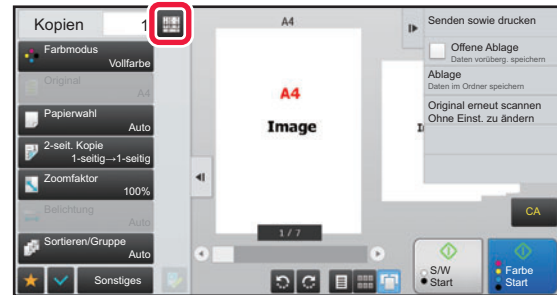 Kopien 1
Farbmodus
Vollfarbe
Original
A4
Papierwahl
Auto
2-seit. Kopie
1-seitig→1-seitig
Zoomfaktor
100%
Belichtung
Auto
Sortieren/Gruppe
Auto
Sonstiges
A4
A4
Image
I
1 / 7
Senden sowie drucken
Offene Ablage
Daten vorüberg. speichern
Ablage
Daten im Ordner speichern
Original erneut scannen
Ohne Einst. zu ändern
CA
S/W
Start
Farbe
Start